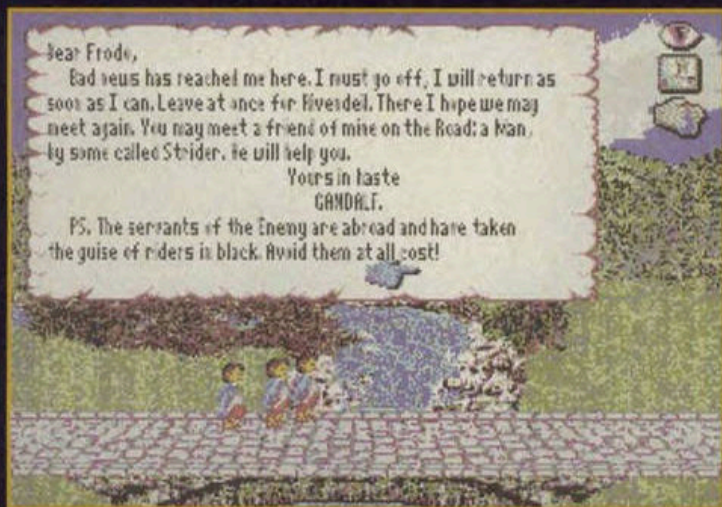 Dear Frodo,
Bad news has reached me here. I must go off, I will return as
soon as I can. Leave at once for Rivendel. There I hope we may
meet again. You may meet a friend of mine on the Road: a Man,
by some called Strider. He will help you.
Yours in haste
GANDALF.
PS. The servants of the Enemy are abroad and have taken
the guise of riders in black. Avoid them at all cost!